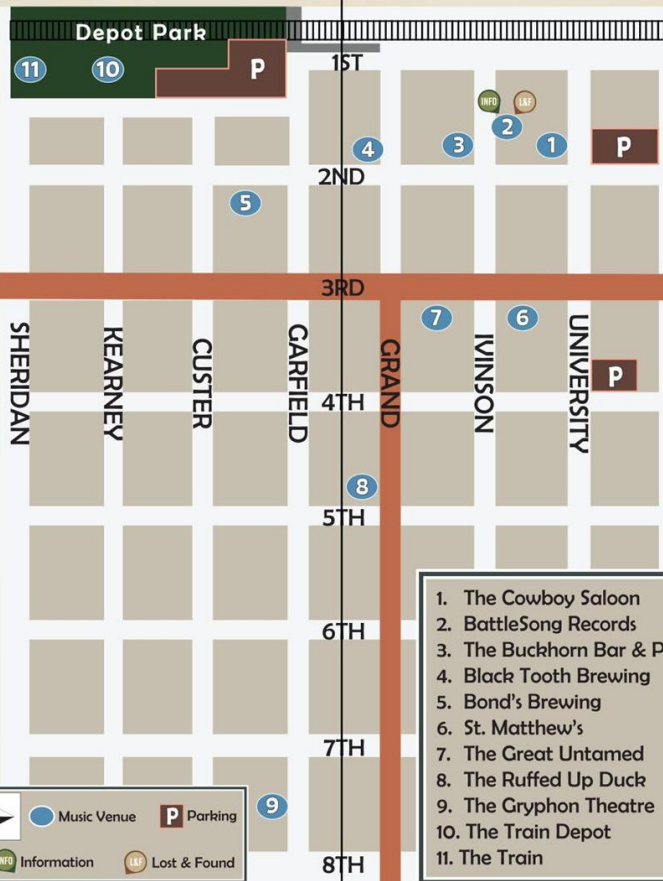 Depot Park
P
11
10
1ST
INFO
L&F
2
4
3
1
P
2ND
5
3RD
7
6
SHERIDAN
KEARNEY
CUSTER
GARFIELD
GRAND
IVINSON
UNIVERSITY
P
4TH
8
5TH
6TH
7TH
9
8TH
1. The Cowboy Saloon
2. BattleSong Records
3. The Buckhorn Bar & P
4. Black Tooth Brewing
5. Bond's Brewing
6. St. Matthew's
7. The Great Untamed
8. The Ruffed Up Duck
9. The Gryphon Theatre
10. The Train Depot
11. The Train
Music Venue
P Parking
INFO Information
L&F Lost & Found